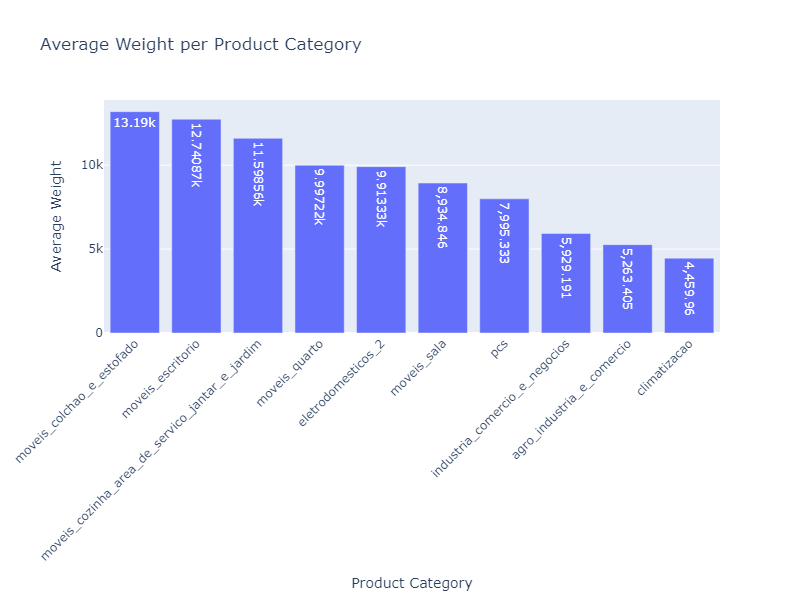 Average Weight per Product Category
Average Weight
10k
5k
0
13.19k
12.74087k
11.59856k
9.99722k
9.91333k
8,934.846
7,995.333
5,929.191
5,263.405
4,459.96
moveis_colchao_e_estofado
moveis_escritorio
moveis_cozinha_area_de_servico_jantar_e_jardim
moveis_quarto
eletrodomesticos_2
moveis_sala
pcs
industria_comercio_e_negocios
agro_industria_e_comercio
climatizacao
Product Category